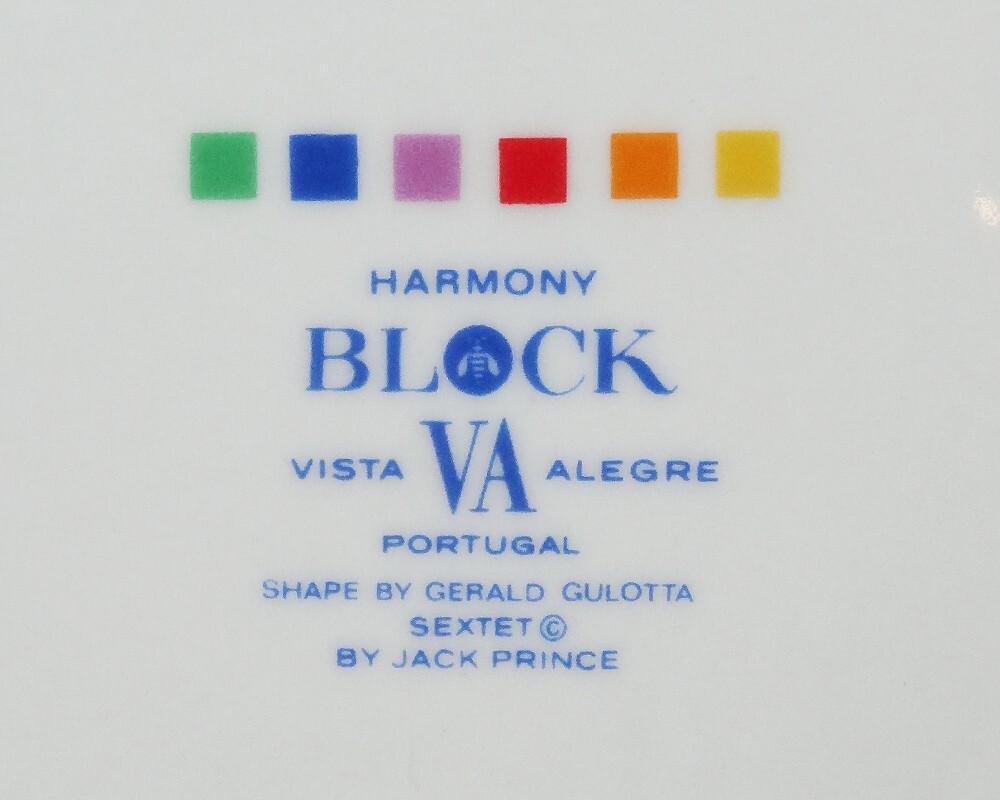 HARMONY
BLOCK
VISTA VA ALEGRE
PORTUGAL
SHAPE BY GERALD GULOTTA
SEXTET ©
BY JACK PRINCE